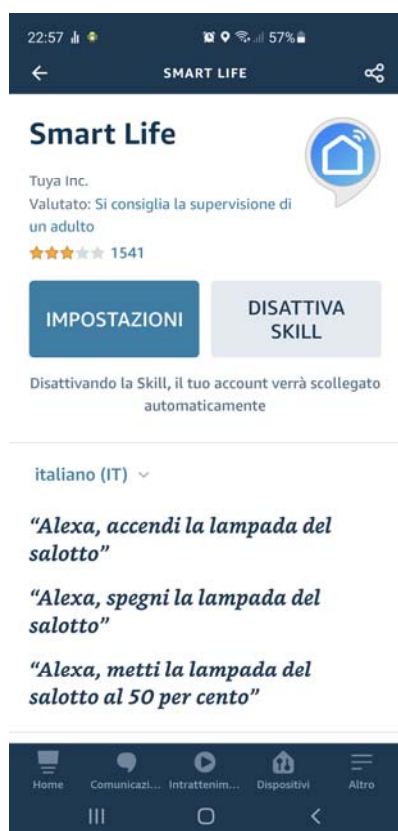 22:57 57%
SMART LIFE
Smart Life
Tuya Inc.
Valutato: Si consiglia la supervisione di
un adulto
1541
IMPOSTAZIONI
DISATTIVA
SKILL
Disattivando la Skill, il tuo account verrà scollegato
automaticamente
italiano (IT)
“Alexa, accendi la lampada del
salotto”
“Alexa, spegni la lampada del
salotto”
“Alexa, metti la lampada del
salotto al 50 per cento”
Home Comunicazi... Intrattenim... Dispositivi Altro